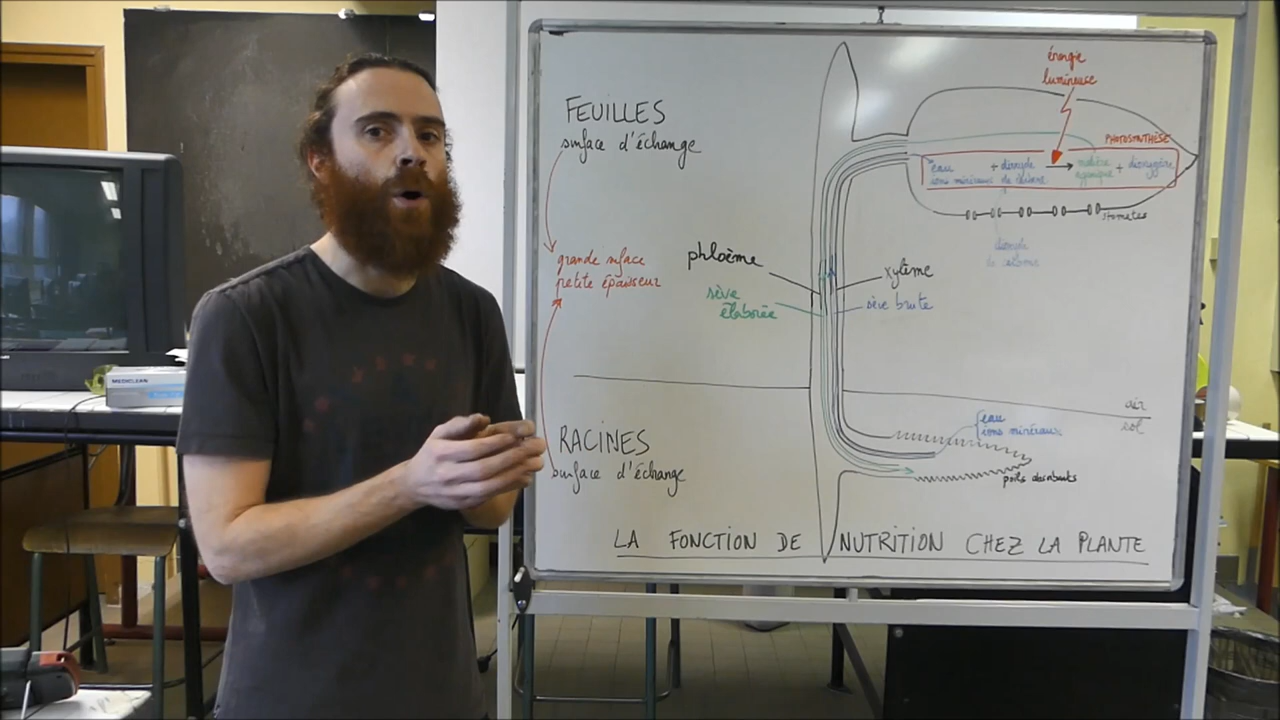 FEUILLES
surface d'échange
grande surface
petite épaisseur
RACINES
surface d'échange
phloème
sève
élaborée
xylème
sève brute
énergie
lumineuse
PHOTOSYNTHÈSE
eau
ions minéraux
+ dioxyde
de carbone
matière
organique
+ dioxygène
stomates
dioxyde
de carbone
air
sol
eau
ions minéraux
poils absorbants
LA FONCTION DE NUTRITION CHEZ LA PLANTE
MEDICLEAN